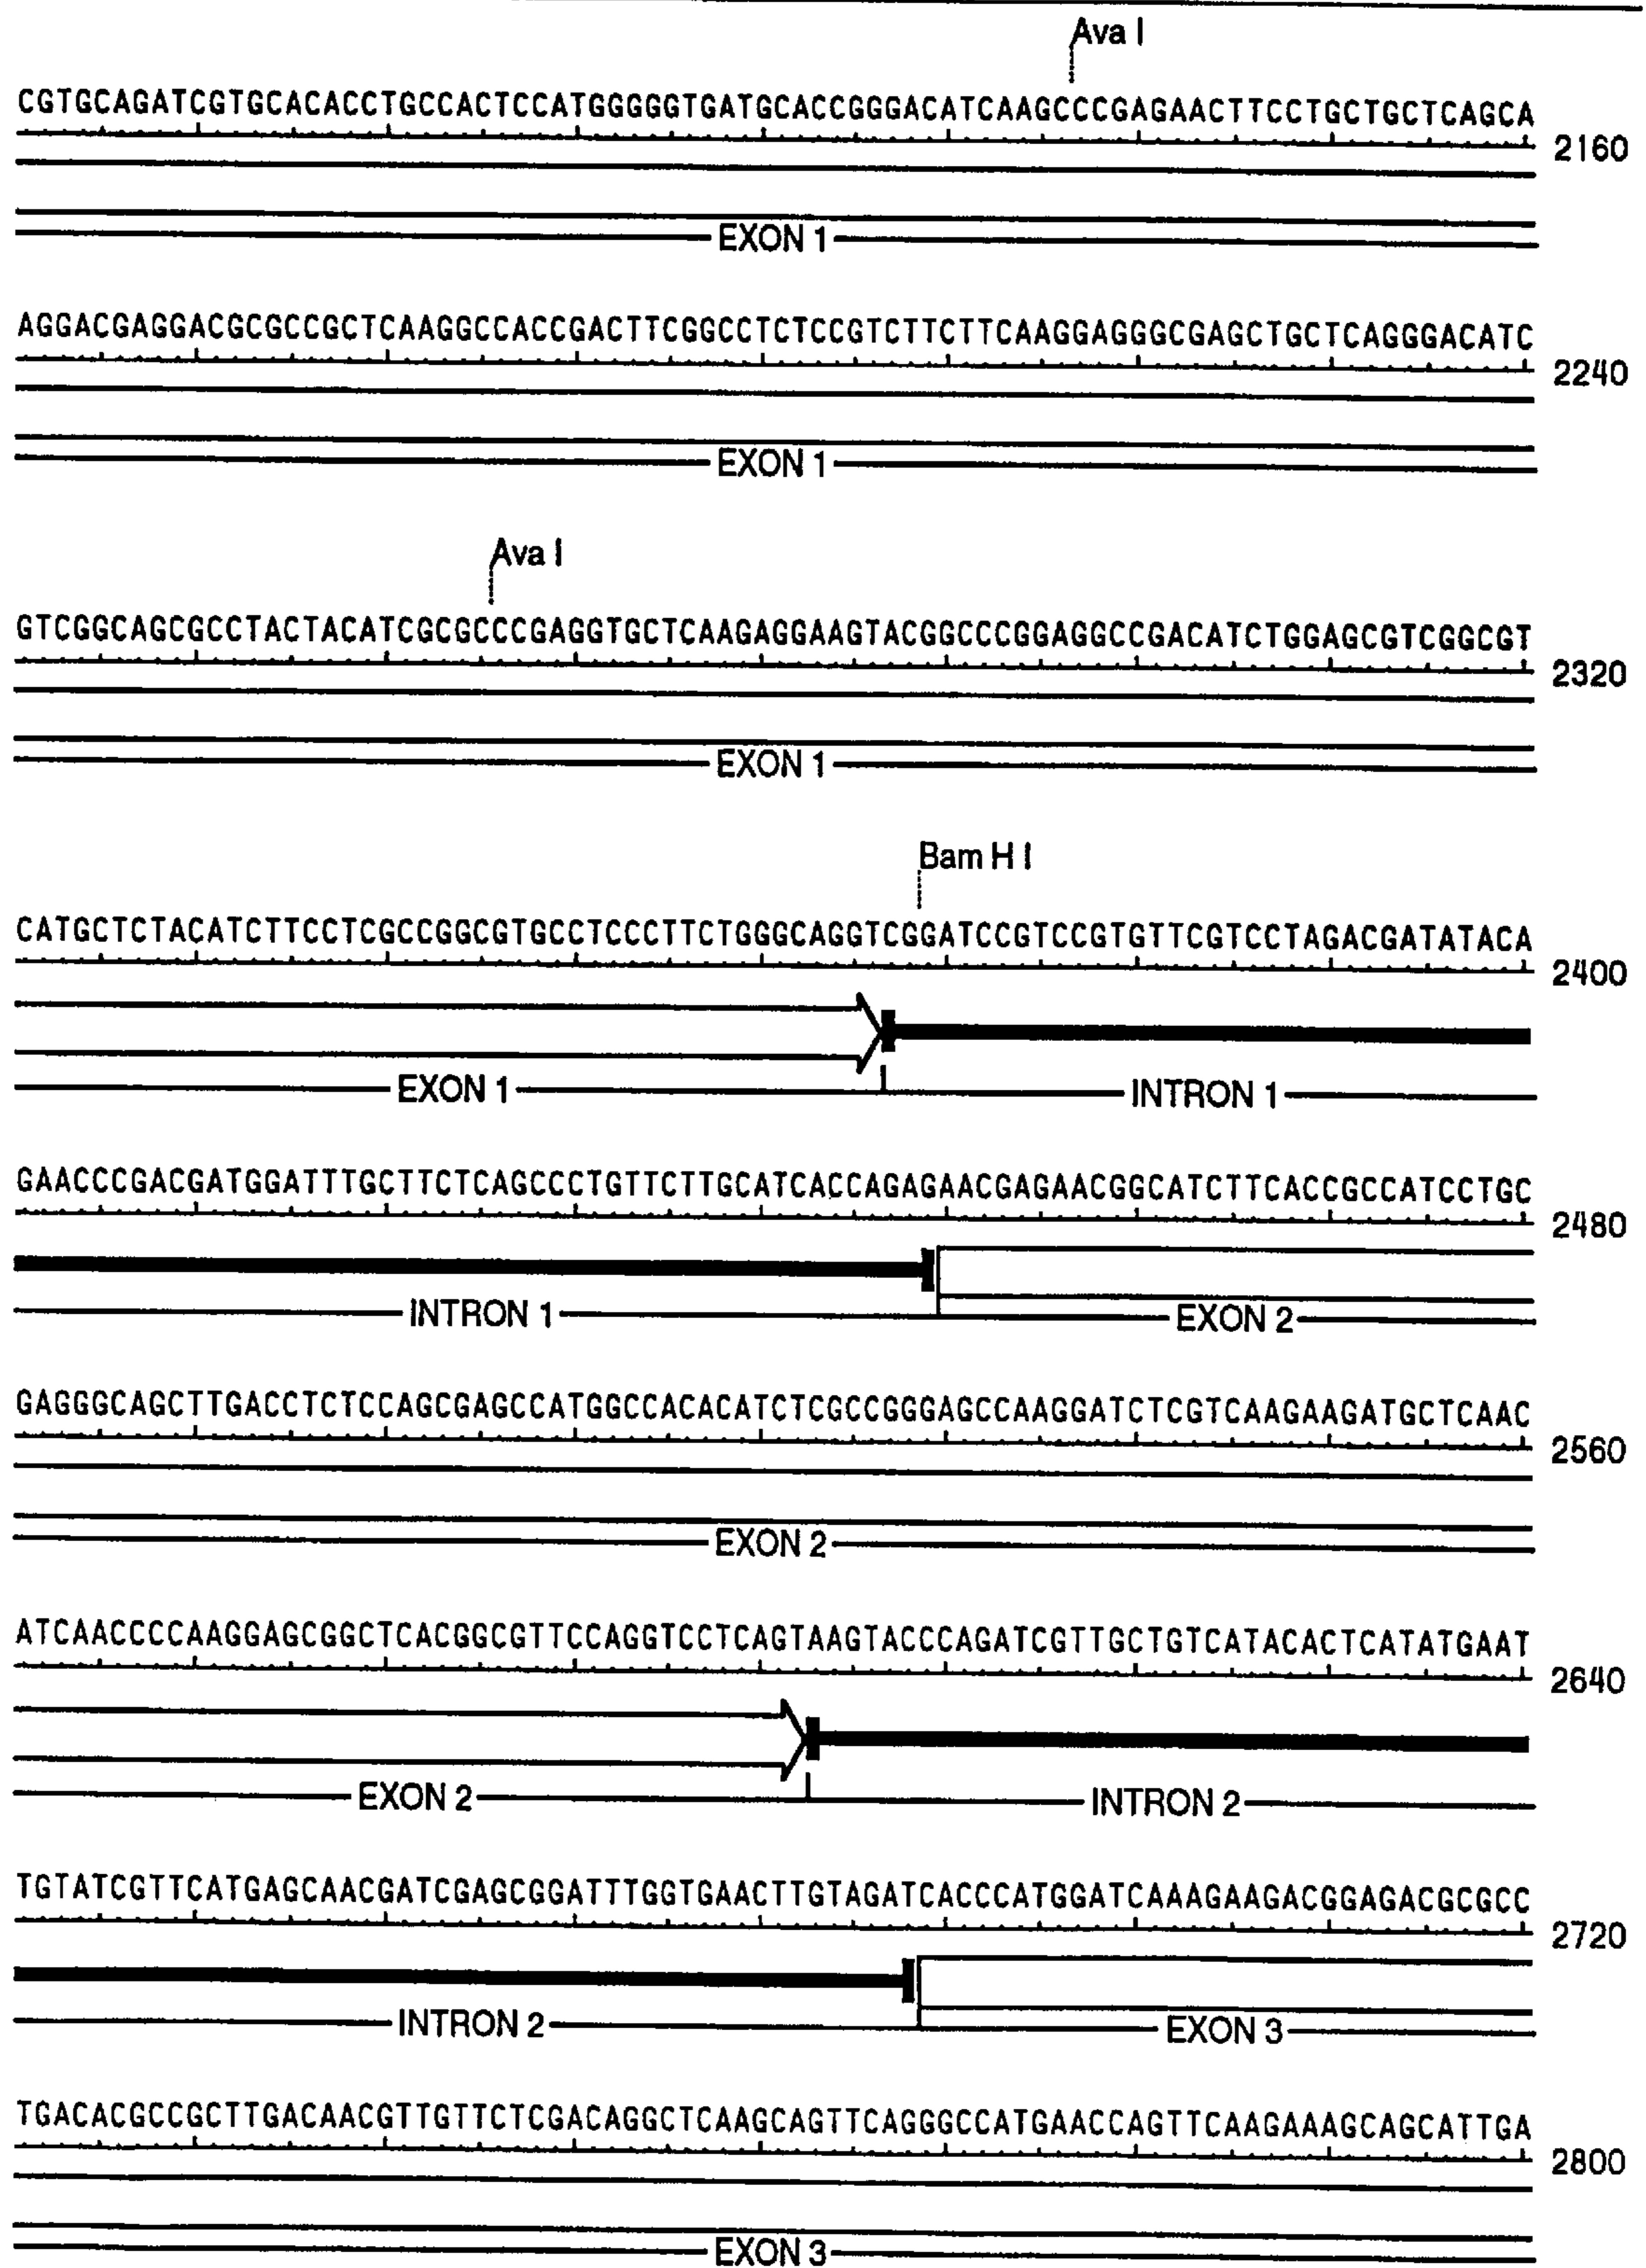 Ava I
CGTGCAGATCGTGCACACCTGCCACTCCATGGGGGTGATGCACCGGGACATCAAGCCCGAGAACTTCCTGCTGCTCAGCA
2160
EXON 1
AGGACGAGGACGCGCCGCTCAAGGCCACCGACTTCGGCCTCTCCGTCTTCTTCAAGGAGGGCGAGCTGCTCAGGGACATC
2240
EXON 1
Ava I
GTCGGCAGCGCCTACTACATCGCGCCCGAGGTGCTCAAGAGGAAGTACGGCCCGGAGGCCGACATCTGGAGCGTCGGCGT
2320
EXON 1
Bam H I
CATGCTCTACATCTTCCTCGCCGGCGTGCCTCCCTTCTGGGCAGGTCGGATCCGTCCGTGTTCGTCCTAGACGATATACA
2400
EXON 1 INTRON 1
GAACCCGACGATGGATTTGCTTCTCAGCCCTGTTCTTGCATCACCAGAGAACGAGAACGGCATCTTCACCGCCATCCTGC
2480
INTRON 1 EXON 2
GAGGGCAGCTTGACCTCTCCAGCGAGCCATGGCCACACATCTCGCCGGGAGCCAAGGATCTCGTCAAGAAGATGCTCAAC
2560
EXON 2
ATCAACCCCAAGGAGCGGCTCACGGCGTTCCAGGTCCTCAGTAAGTACCCAGATCGTTGCTGTCATACACTCATATGAAT
2640
EXON 2 INTRON 2
TGTATCGTTCATGAGCAACGATCGAGCGGATTTGGTGAACTTGTAGATCACCCATGGATCAAAGAAGACGGAGACGCGCC
2720
INTRON 2 EXON 3
TGACACGCCGCTTGACAACGTTGTTCTCGACAGGCTCAAGCAGTTCAGGGCCATGAACCAGTTCAAGAAAGCAGCATTGA
2800
EXON 3